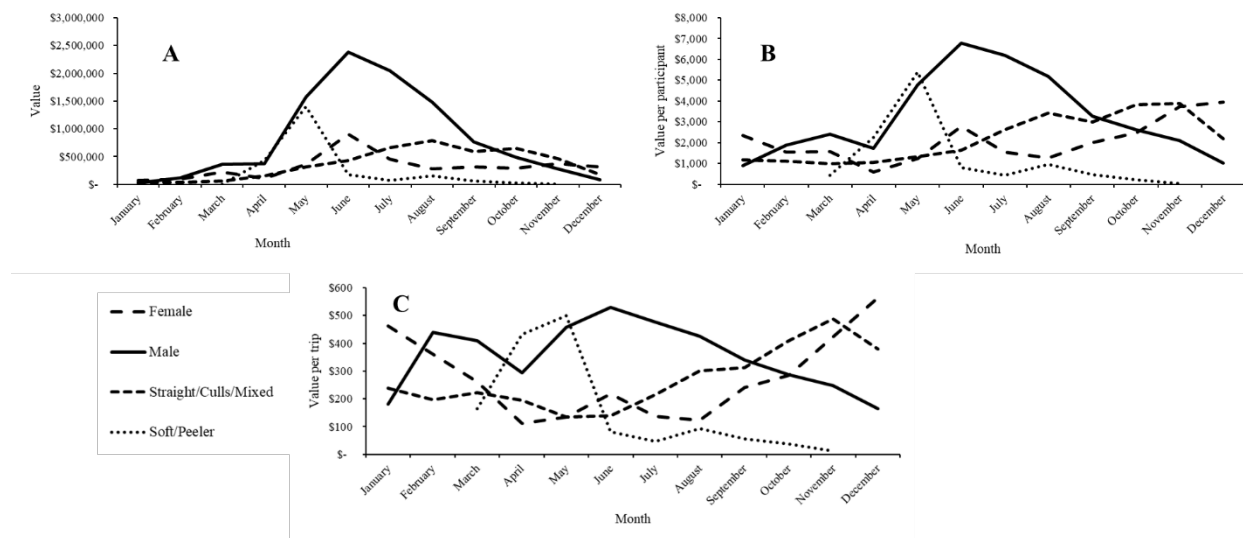 A
Value
$3,000,000
$2,500,000
$2,000,000
$1,500,000
$1,000,000
$500,000
$-
January
February
March
April
May
June
July
August
September
October
November
December
Month
B
Value per participant
$8,000
$7,000
$6,000
$5,000
$4,000
$3,000
$2,000
$1,000
$-
January
February
March
April
May
June
July
August
September
October
November
December
Month
Female
Male
Straight/Culls/Mixed
Soft/Peeler
C
Value per trip
$600
$500
$400
$300
$200
$100
$-
January
February
March
April
May
June
July
August
September
October
November
December
Month